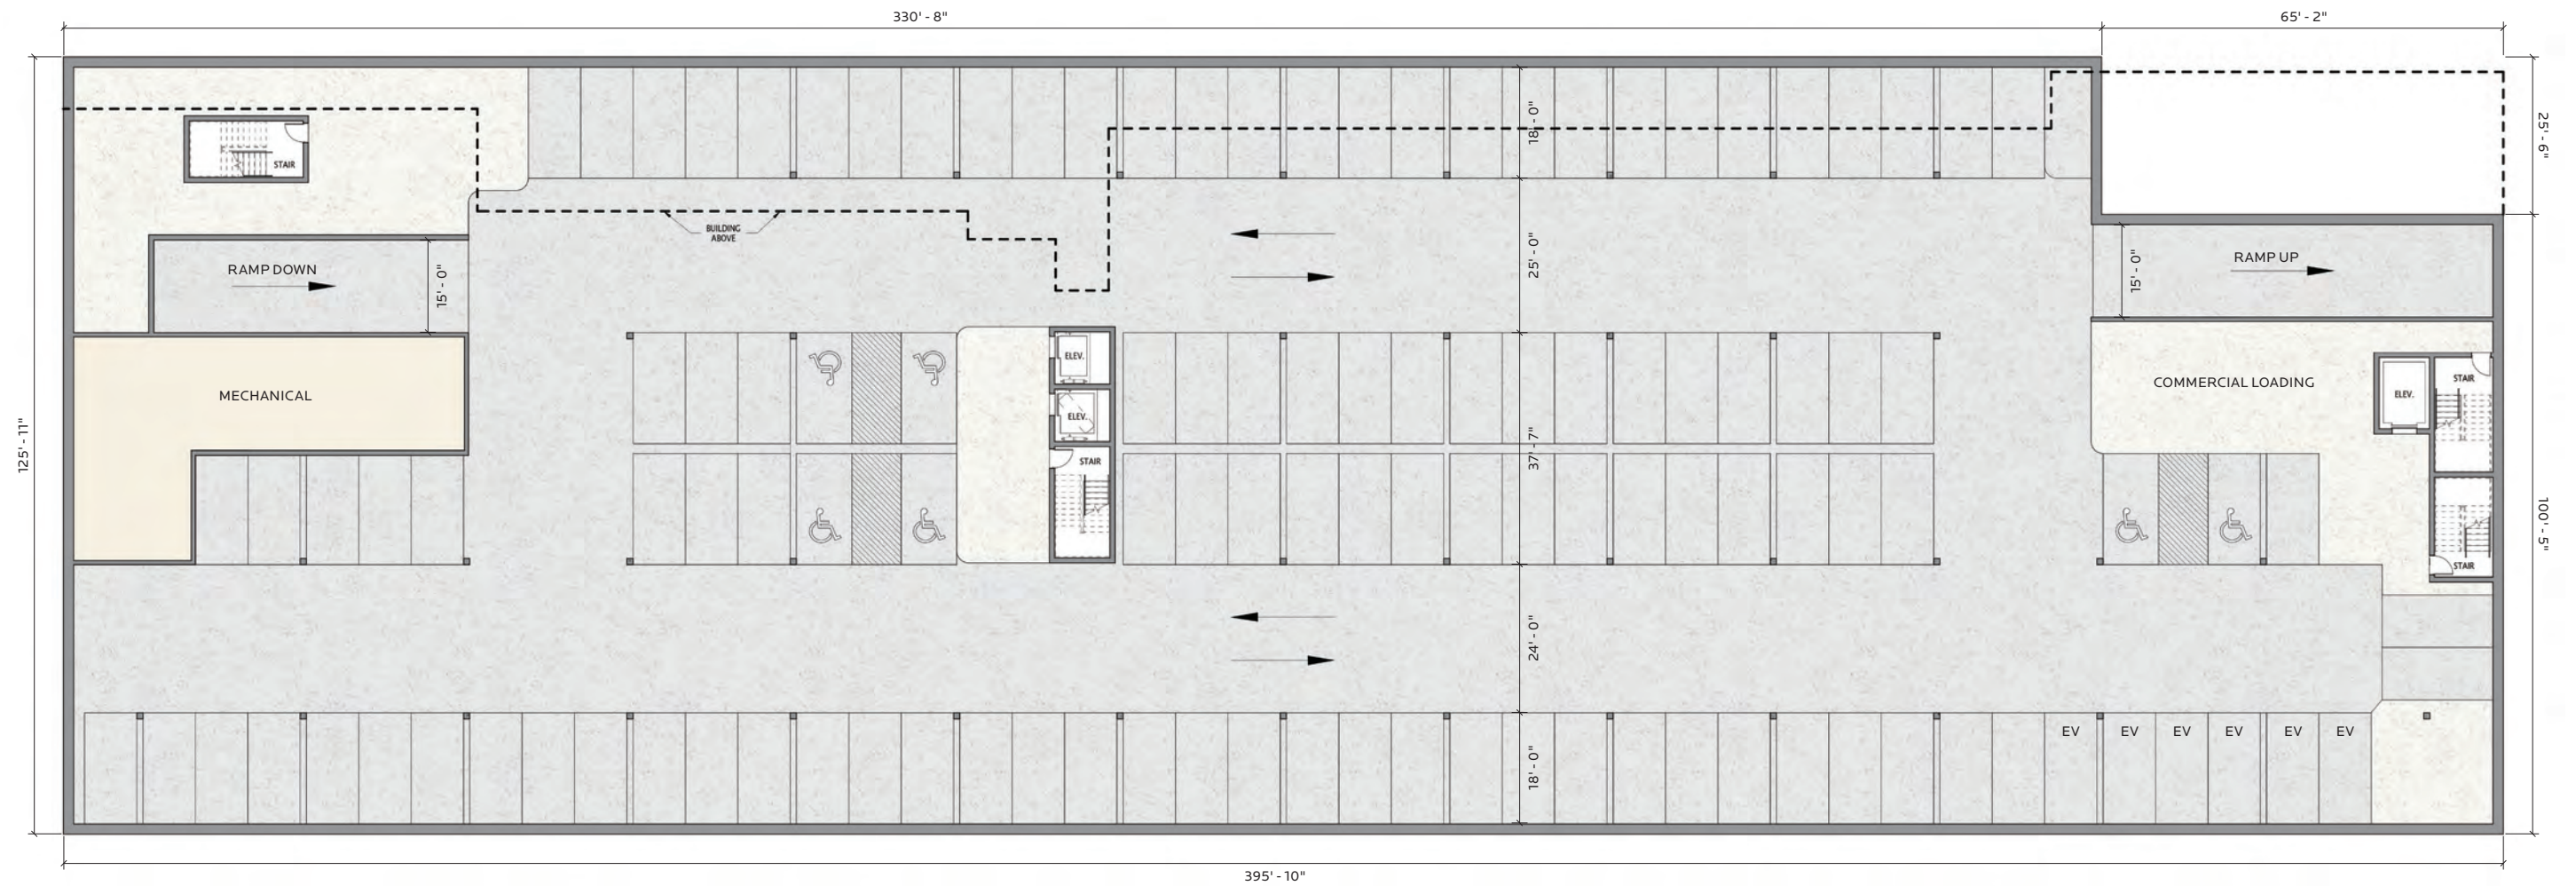 330' - 8"
65' - 2"
18' - 0"
25' - 6"
STAIR
BUILDING
ABOVE
25' - 0"
RAMP DOWN
15' - 0"
RAMP UP
15' - 0"
ELEV.
ELEV.
STAIR
MECHANICAL
COMMERCIAL LOADING
ELEV.
STAIR
125' - 11"
37' - 7"
100' - 5"
STAIR
24' - 0"
18' - 0"
EV EV EV EV EV EV
395' - 10"